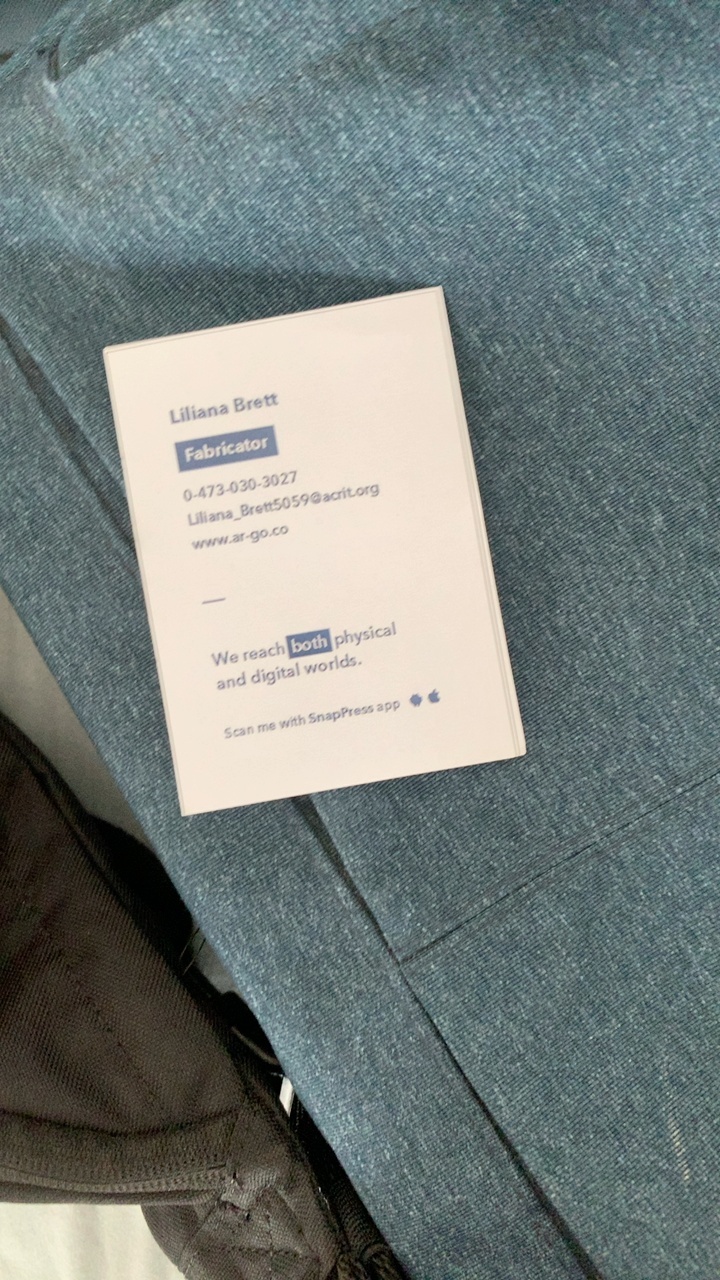 Liliana Brett
Fabricator
0-473-030-3027
Liliana_Brett5059@acrit.org
www.ar-go.co
We reach both physical
and digital worlds.
Scan me with SnapPress app